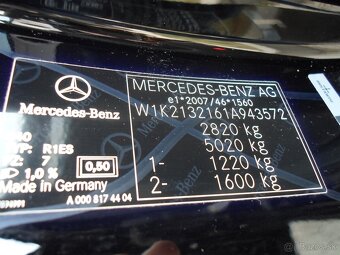 MERCEDES-BENZ AG
e1*2007/46*1560
W1K2132161A943572
2820 kg
5020 kg
1- 1220 kg
2- 1600 kg
Mercedes-Benz
R1ES
7
1,0 %
0,50
Made in Germany
A 000 817 44 04